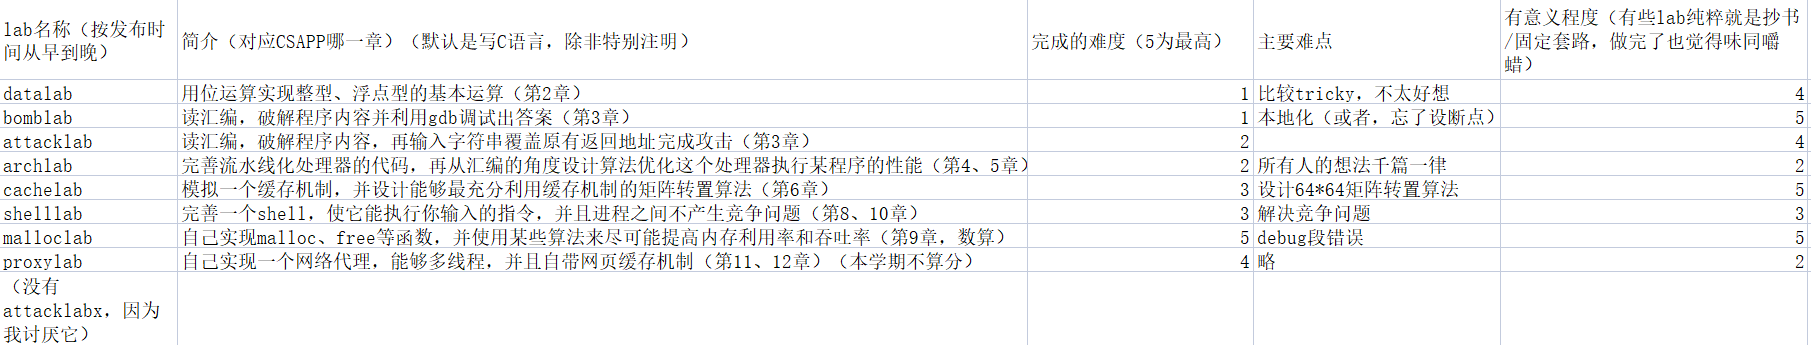 lab名称（按发布时
间从早到晚）
简介（对应CSAPP哪一章）（默认是写C语言，除非特别注明）
完成的难度（5为最高）
主要难点
有意义程度（有些lab纯粹就是抄书
/固定套路，做完了也觉得味同嚼
蜡）
datalab 用位运算实现整型、浮点型的基本运算（第2章） 1 比较tricky，不太好想 4
bomblab 读汇编，破解程序内容并利用gdb调试出答案（第3章） 1 本地化（或者，忘了设断点） 5
attacklab 读汇编，破解程序内容，再输入字符串覆盖原有返回地址完成攻击（第3章） 2 4
archlab 完善流水线化处理器的代码，再从汇编的角度设计算法优化这个处理器执行某程序的性能（第4、5章） 2 所有人的想法千篇一律 2
cachelab 模拟一个缓存机制，并设计能够最充分利用缓存机制的矩阵转置算法（第6章） 3 设计64*64矩阵转置算法 5
shelllab 完善一个shell，使它能执行你输入的指令，并且进程之间不产生竞争问题（第8、10章） 3 解决竞争问题 3
malloclab 自己实现malloc、free等函数，并使用某些算法来尽可能提高内存利用率和吞吐率（第9章，数算） 5 debug段错误 5
proxylab 自己实现一个网络代理，能够多线程，并且自带网页缓存机制（第11、12章）（本学期不算分） 4 略 2
（没有
attacklabx，因为
我讨厌它）